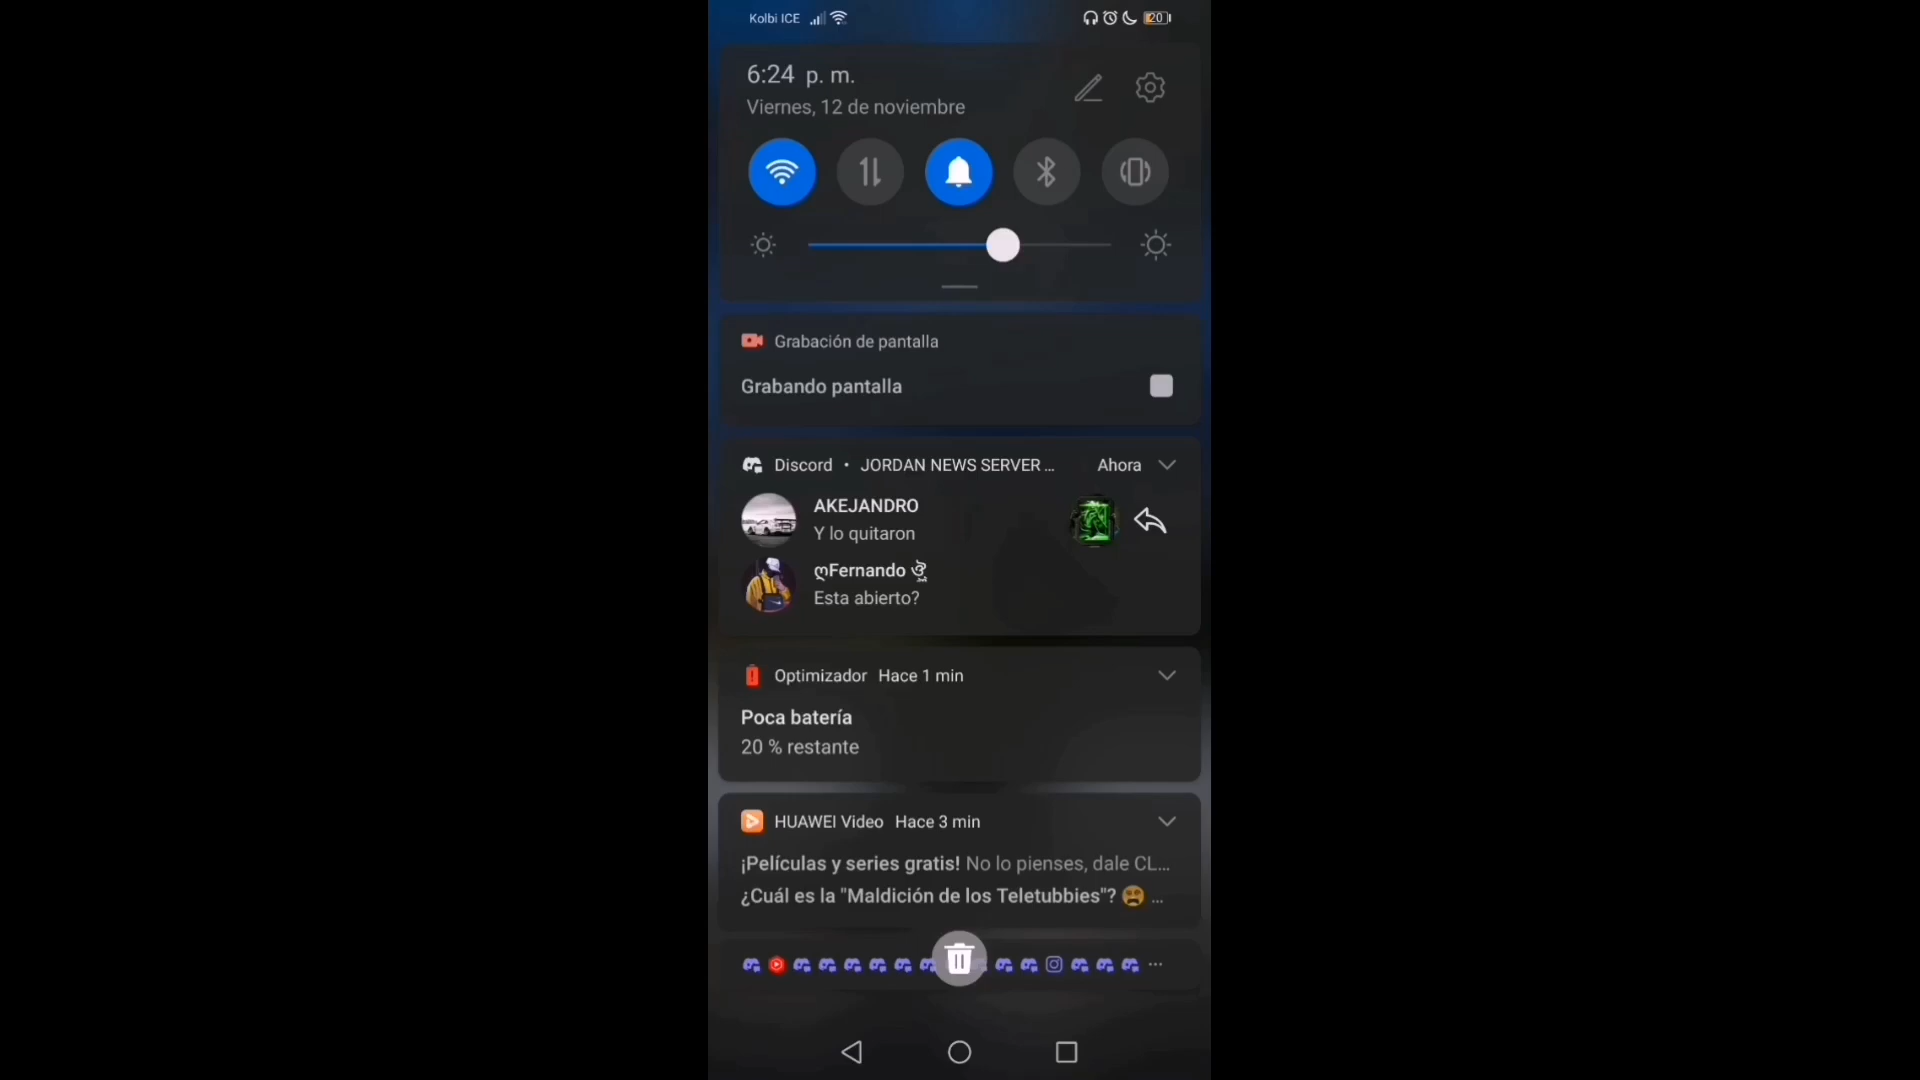 Kolbi ICE
20
6:24 p. m.
Viernes, 12 de noviembre
Grabación de pantalla
Grabando pantalla
Discord • JORDAN NEWS SERVER ... Ahora
AKEJANDRO
Y lo quitaron
ღFernando
Esta abierto?
Optimizador Hace 1 min
Poca batería
20 % restante
HUAWEI Video Hace 3 min
¡Películas y series gratis! No lo pienses, dale CL...
¿Cuál es la "Maldición de los Teletubbies"? 😩 ...